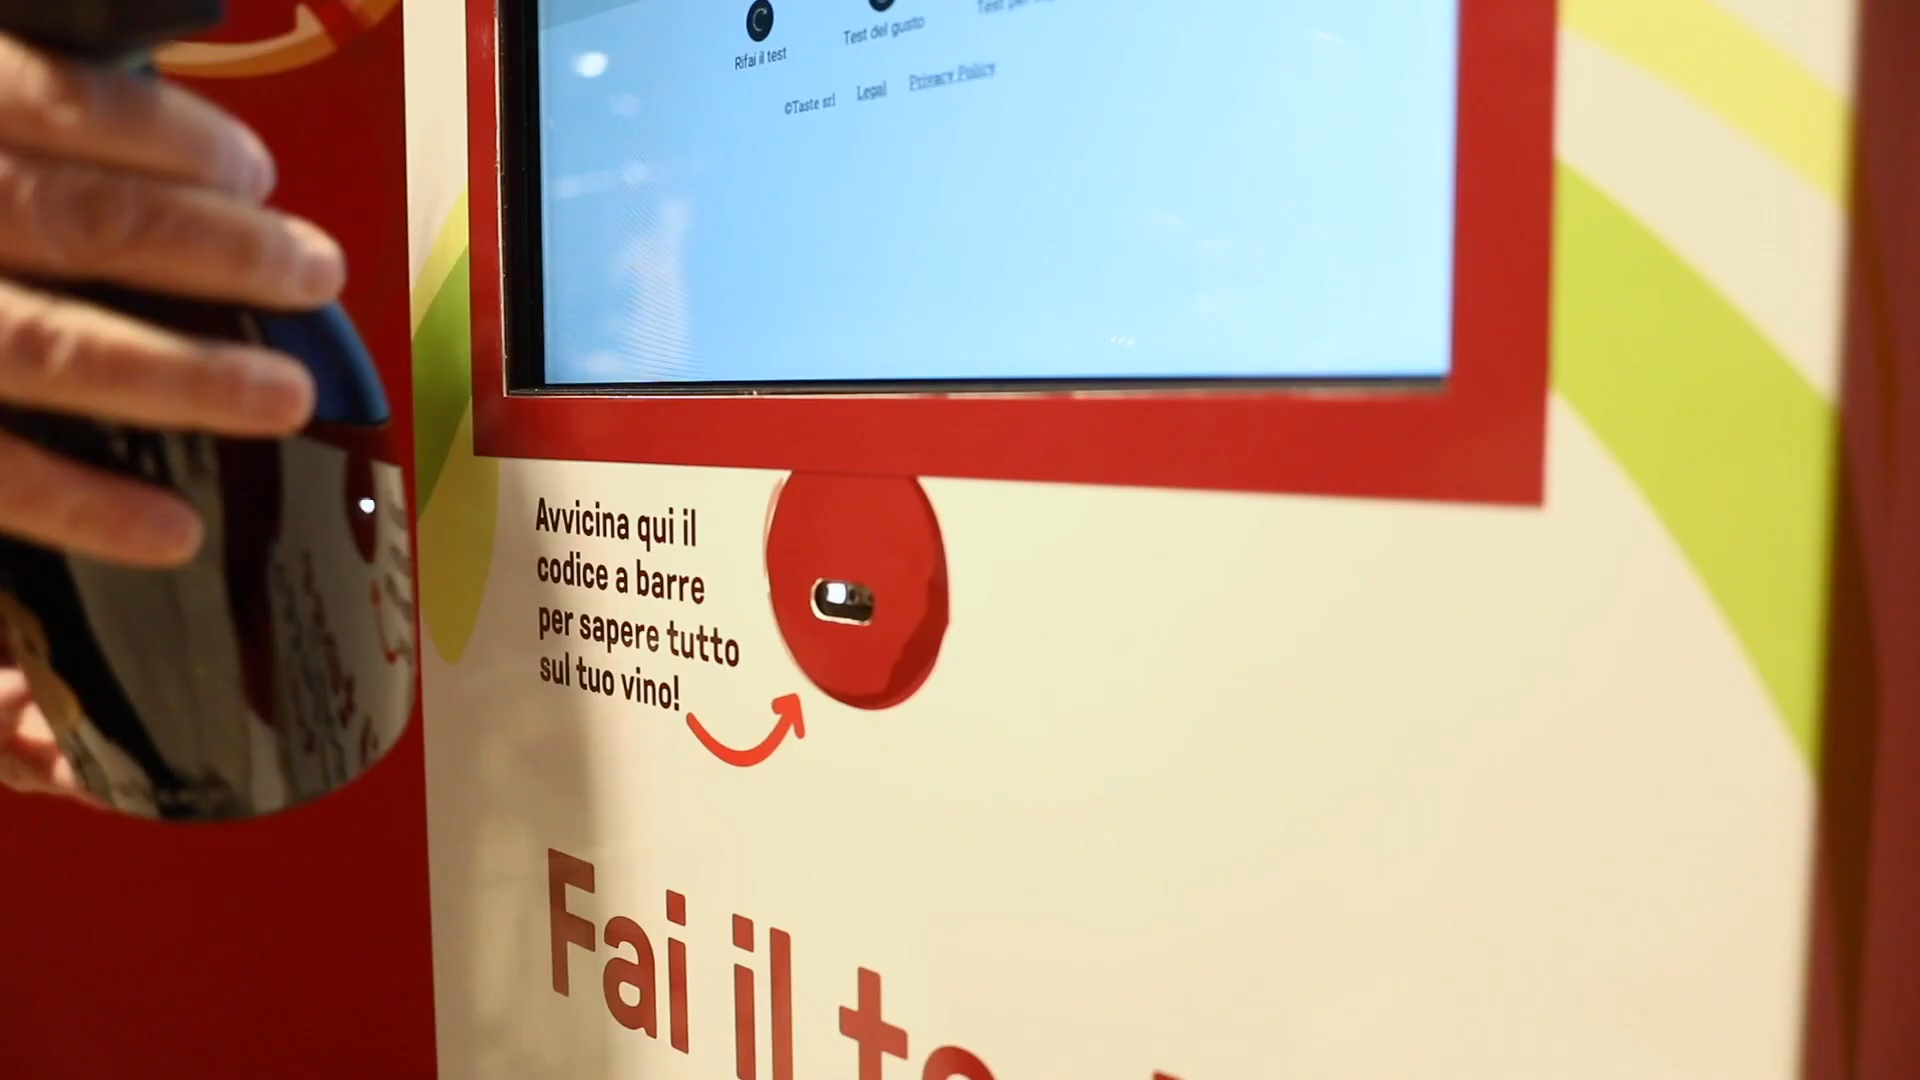 Rifai il test
Test del gusto
©Taste srl
Legal
Privacy Policy
Avvicina qui il
codice a barre
per sapere tutto
sul tuo vino!
Fai il